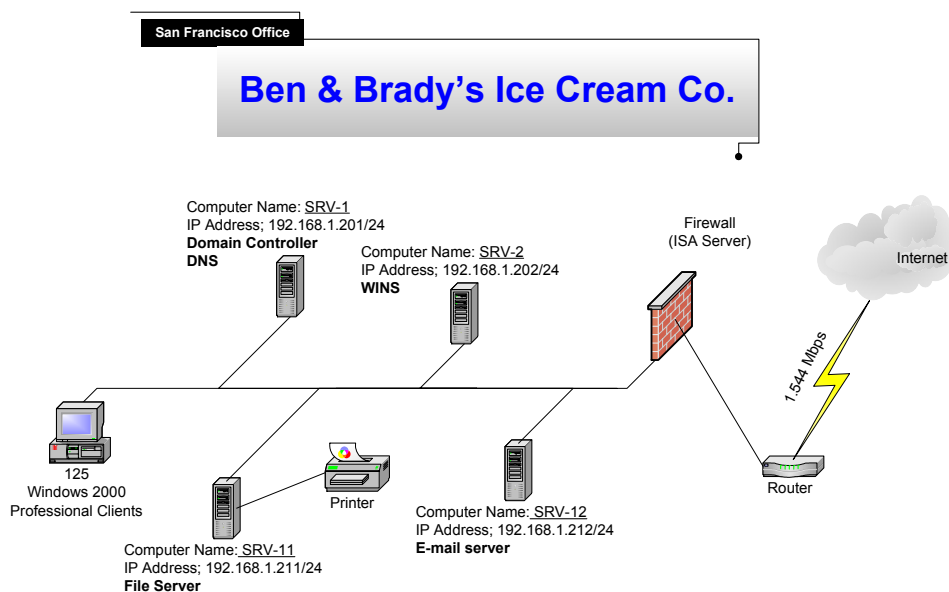 San Francisco Office
Ben & Brady's Ice Cream Co.
Computer Name: SRV-1
IP Address; 192.168.1.201/24
Domain Controller
DNS
Computer Name: SRV-2
IP Address; 192.168.1.202/24
WINS
Firewall
(ISA Server)
Internet
1.544 Mbps
125
Windows 2000
Professional Clients
Printer
Router
Computer Name: SRV-12
IP Address; 192.168.1.212/24
E-mail server
Computer Name: SRV-11
IP Address; 192.168.1.211/24
File Server